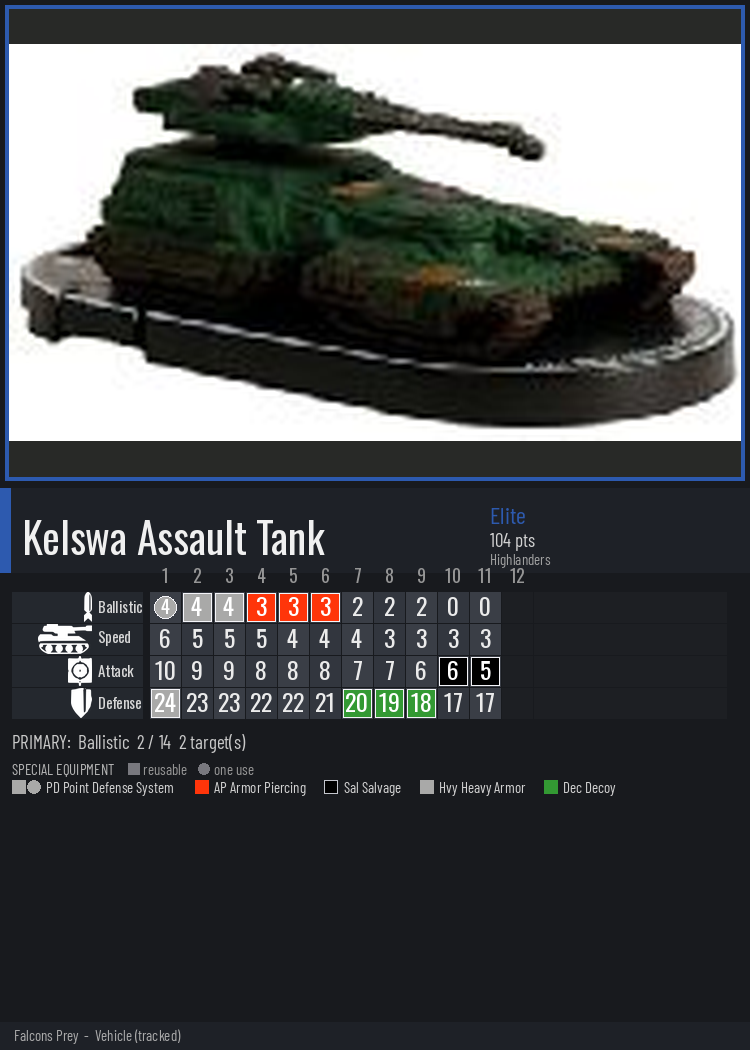 Kelswa Assault Tank
Elite
104 pts
Highlanders
1 2 3 4 5 6 7 8 9 10 11 12
Ballistic 4 4 4 3 3 3 2 2 2 0 0
Speed 6 5 5 5 4 4 4 3 3 3 3
Attack 10 9 9 8 8 8 7 7 6 6 5
Defense 24 23 23 22 22 21 20 19 18 17 17
PRIMARY: Ballistic 2 / 14 2 target(s)
SPECIAL EQUIPMENT reusable one use
PD Point Defense System AP Armor Piercing Sal Salvage Hvy Heavy Armor Dec Decoy
Falcons Prey - Vehicle (tracked)